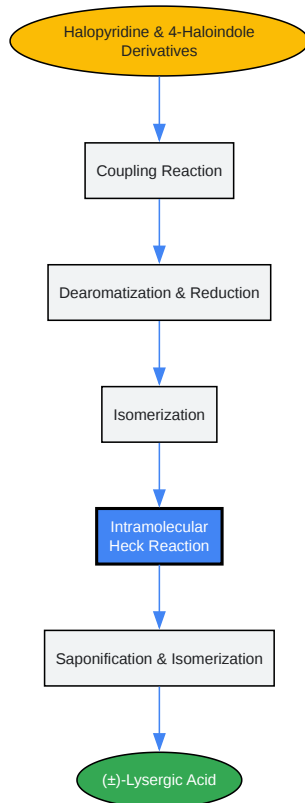 Halopyridine & 4-Haloindole
Derivatives
Coupling Reaction
Dearomatization & Reduction
Isomerization
Intramolecular
Heck Reaction
Saponification & Isomerization
(±)-Lysergic Acid